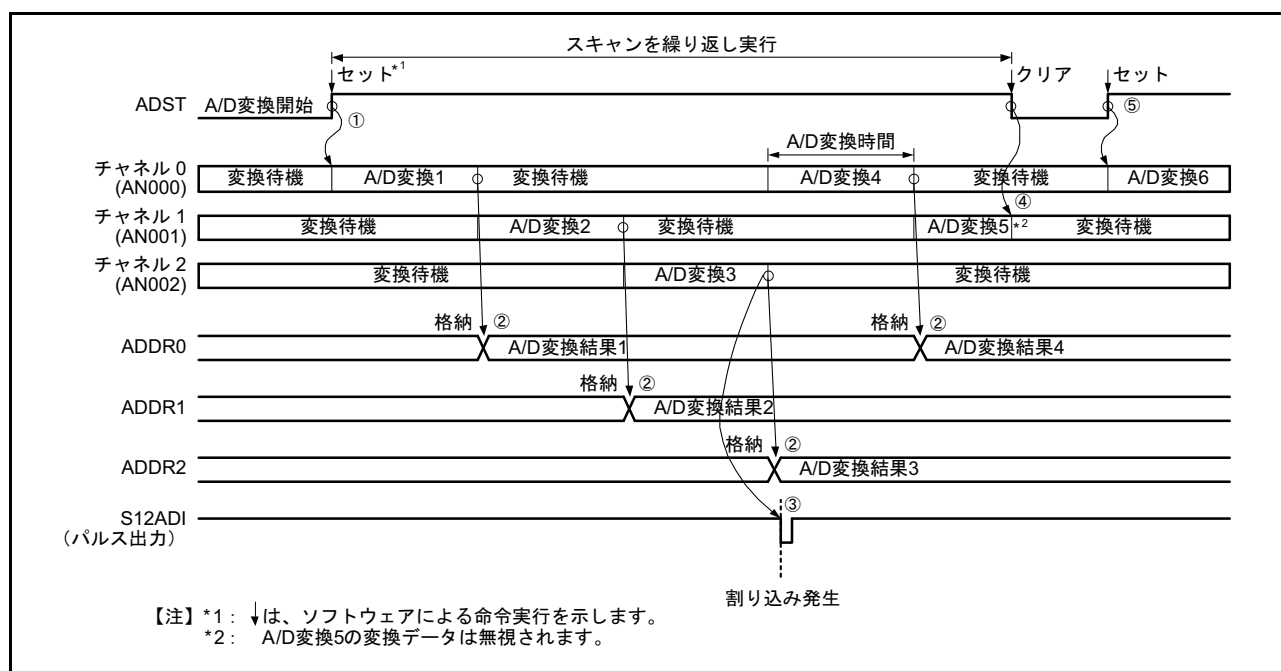 スキャンを繰り返し実行
セット*1
クリア
セット
ADST
A/D変換開始
①
⑤
A/D変換時間
チャネル 0
(AN000)
変換待機
A/D変換1
変換待機
A/D変換4
変換待機
A/D変換6
④
チャネル 1
(AN001)
変換待機
A/D変換2
変換待機
A/D変換5*2
変換待機
チャネル 2
(AN002)
変換待機
A/D変換3
変換待機
格納 ②
格納 ②
ADDR0
A/D変換結果1
A/D変換結果4
格納 ②
ADDR1
A/D変換結果2
格納 ②
ADDR2
A/D変換結果3
S12ADI
(パルス出力)
③
割り込み発生
【注】*1： ↓は、ソフトウェアによる命令実行を示します。
*2： A/D変換5の変換データは無視されます。